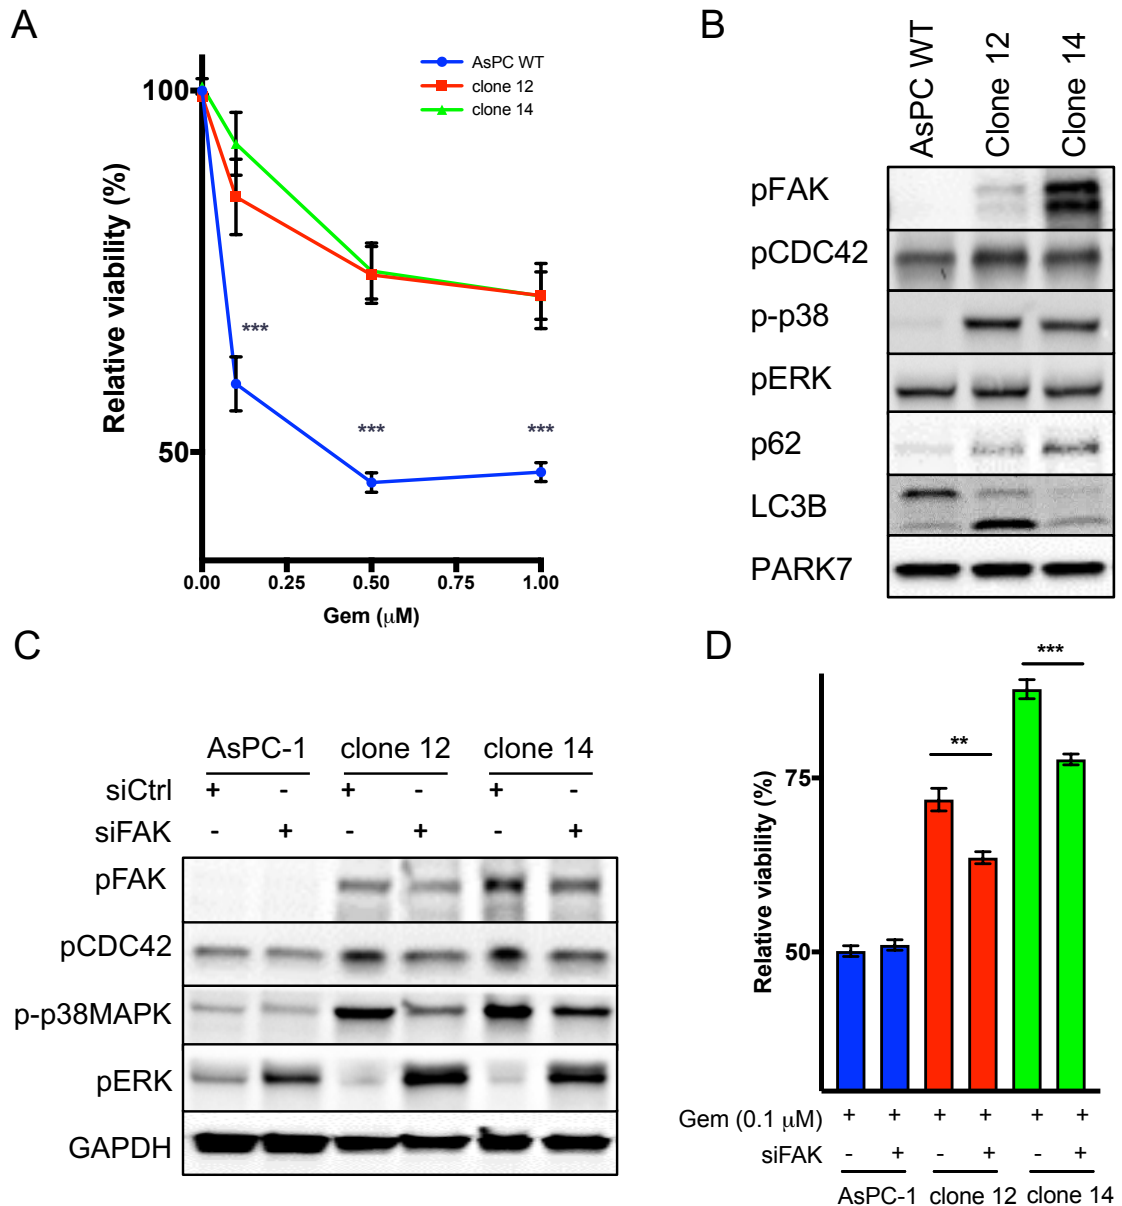 A
AsPC WT
clone 12
clone 14
100
50
Relative viability (%)
***
***
***
0.00 0.25 0.50 0.75 1.00
Gem (μM)
B
AsPC WT
Clone 12
Clone 14
pFAK
pCDC42
p-p38
pERK
p62
LC3B
PARK7
C
AsPC-1 clone 12 clone 14
siCtrl + - + - + -
siFAK - + - + - +
pFAK
pCDC42
p-p38MAPK
pERK
GAPDH
D
***
**
75
50
Relative viability (%)
Gem (0.1 μM) + + + + + +
siFAK - + - + - +
AsPC-1 clone 12 clone 14